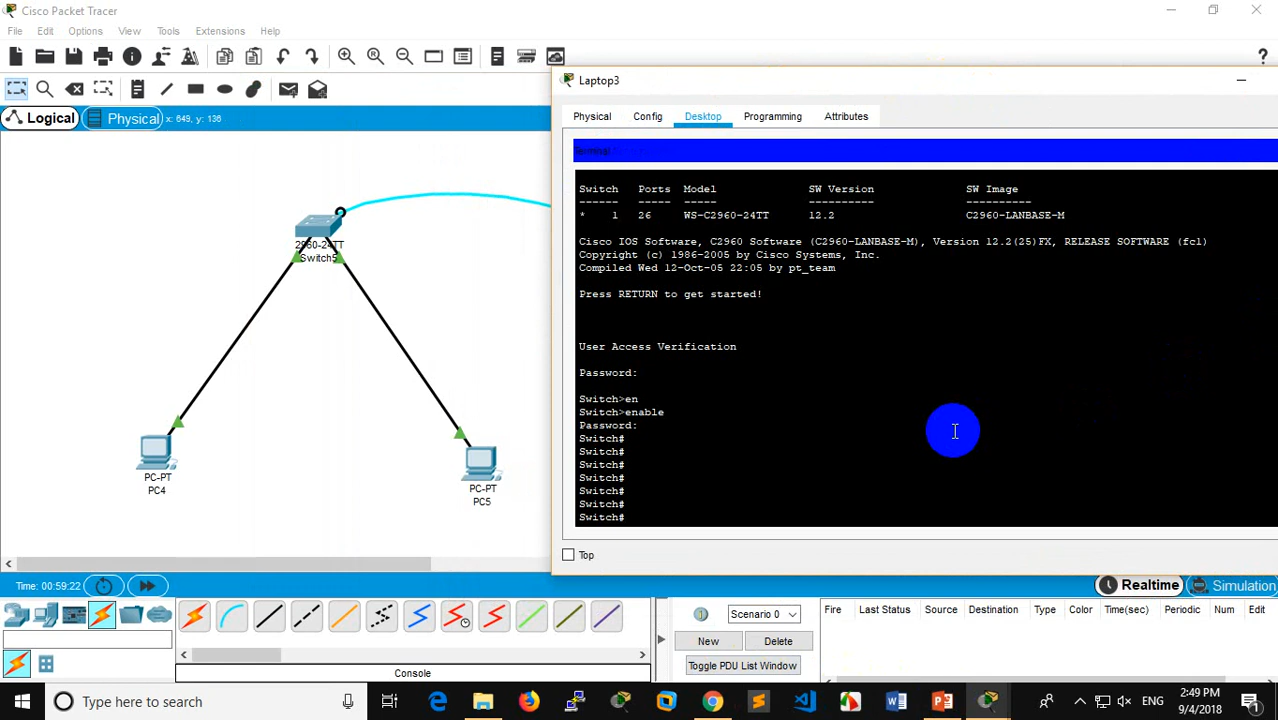 Cisco Packet Tracer
File Edit Options View Tools Extensions Help
Logical Physical x: 649, y: 136
2960-24TT
Switch5
PC-PT
PC4
PC-PT
PC5
Laptop3
Physical Config Desktop Programming Attributes
Terminal
Switch Ports Model SW Version SW Image
------ ----- ----- ---------- ----------
* 1 26 WS-C2960-24TT 12.2 C2960-LANBASE-M
Cisco IOS Software, C2960 Software (C2960-LANBASE-M), Version 12.2(25)FX, RELEASE SOFTWARE (fc1)
Copyright (c) 1986-2005 by Cisco Systems, Inc.
Compiled Wed 12-Oct-05 22:05 by pt_team
Press RETURN to get started!
User Access Verification
Password:
Switch>en
Switch>enable
Password:
Switch#
Switch#
Switch#
Switch#
Switch#
Switch#
Switch#
Top
Time: 00:59:22
Realtime Simulation
Scenario 0
New Delete
Toggle PDU List Window
Fire Last Status Source Destination Type Color Time(sec) Periodic Num Edit
Console
Type here to search
ENG
2:49 PM
9/4/2018